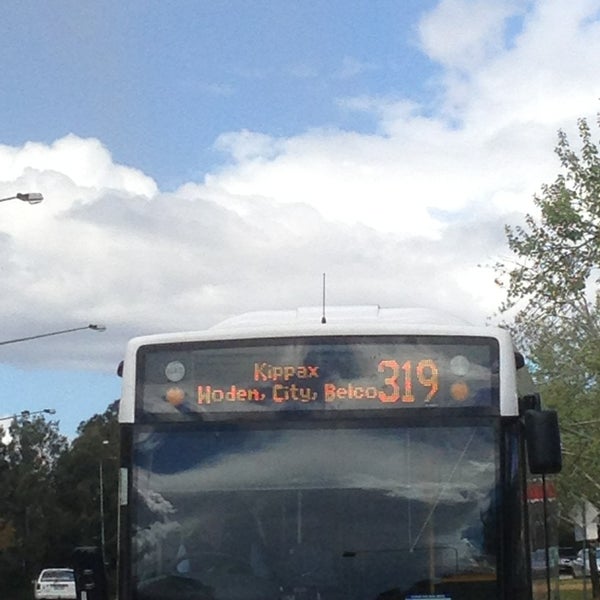 Kippax
Woden, City, Belco 319